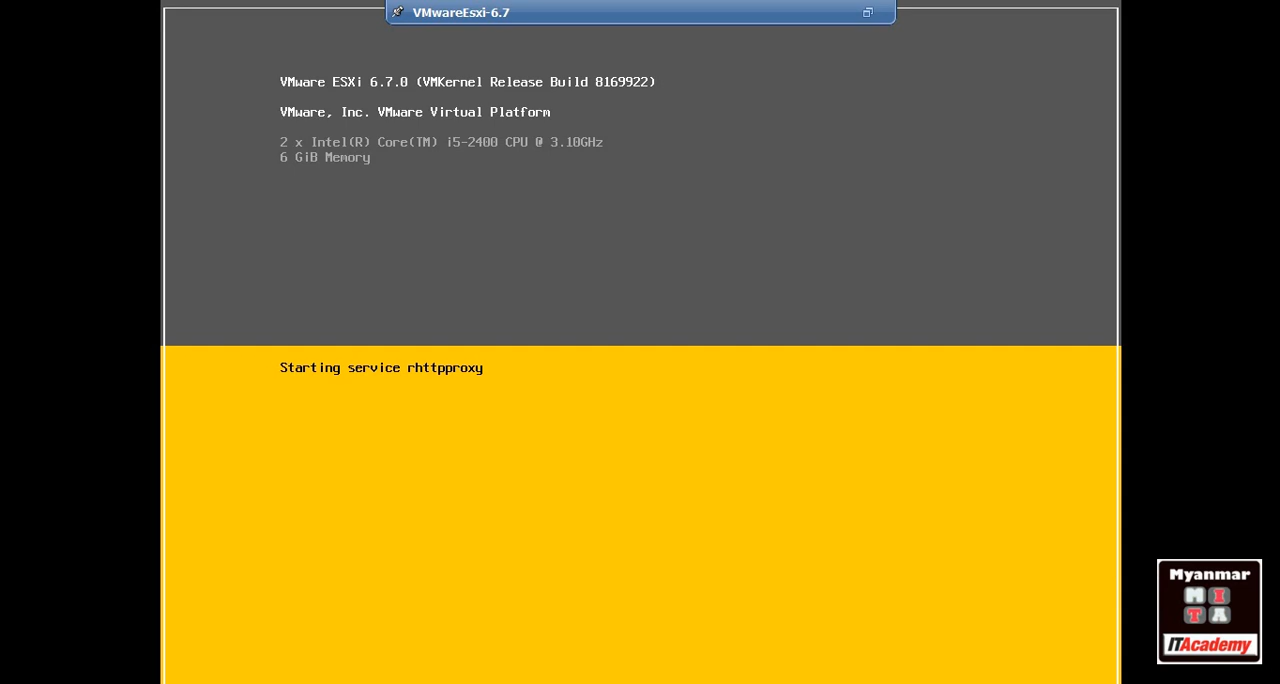 VMwareEsxi-6.7
VMware ESXi 6.7.0 (VMKernel Release Build 8169922)
VMware, Inc. VMware Virtual Platform
2 x Intel(R) Core(TM) i5-2400 CPU @ 3.10GHz
6 GiB Memory
Starting service rhttpproxy
Myanmar
M I
T A
ITAcademy